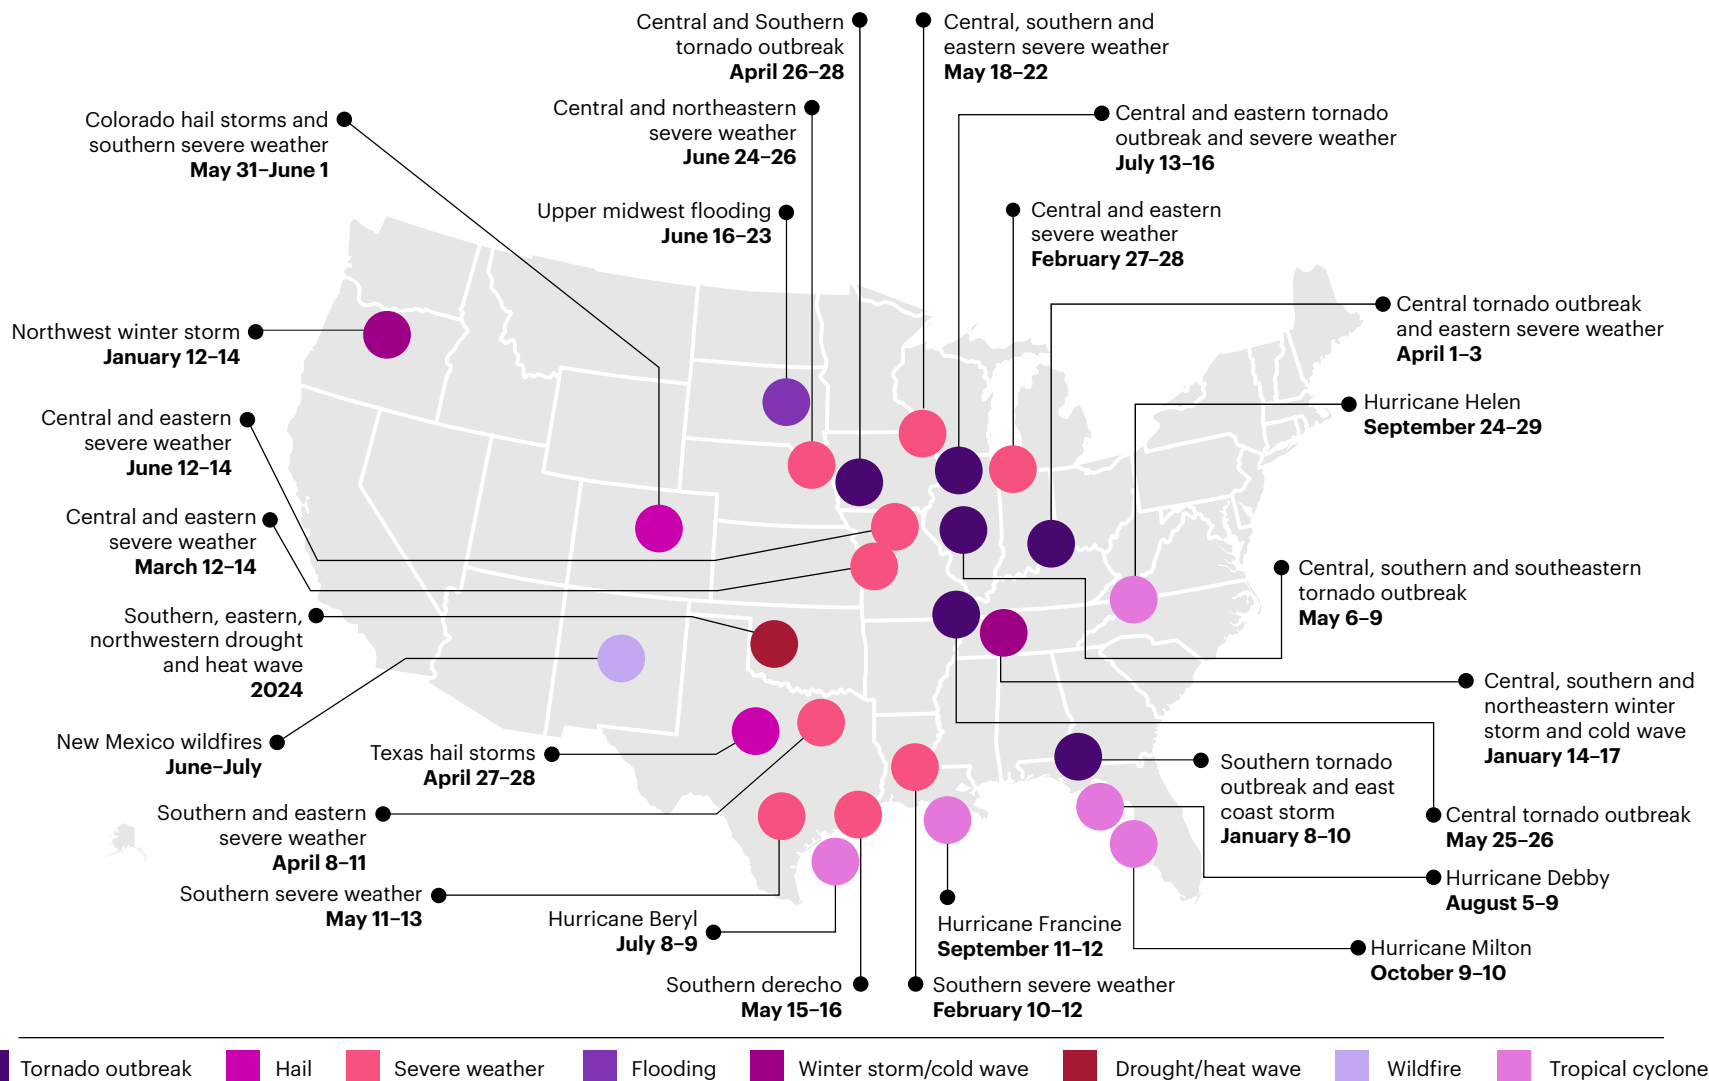 Central and Southern
tornado outbreak
April 26–28
Central, southern and
eastern severe weather
May 18–22
Colorado hail storms and
southern severe weather
May 31–June 1
Central and northeastern
severe weather
June 24–26
Central and eastern tornado
outbreak and severe weather
July 13–16
Upper midwest flooding
June 16–23
Central and eastern
severe weather
February 27–28
Northwest winter storm
January 12–14
Central tornado outbreak
and eastern severe weather
April 1–3
Central and eastern
severe weather
June 12–14
Hurricane Helen
September 24–29
Central and eastern
severe weather
March 12–14
Central, southern and southeastern
tornado outbreak
May 6–9
Southern, eastern,
northwestern drought
and heat wave
2024
Central, southern and
northeastern winter
storm and cold wave
January 14–17
New Mexico wildfires
June–July
Texas hail storms
April 27–28
Southern tornado
outbreak and east
coast storm
January 8–10
Southern and eastern
severe weather
April 8–11
Central tornado outbreak
May 25–26
Southern severe weather
May 11–13
Hurricane Debby
August 5–9
Hurricane Beryl
July 8–9
Hurricane Francine
September 11–12
Hurricane Milton
October 9–10
Southern derecho
May 15–16
Southern severe weather
February 10–12
Tornado outbreak
Hail
Severe weather
Flooding
Winter storm/cold wave
Drought/heat wave
Wildfire
Tropical cyclone